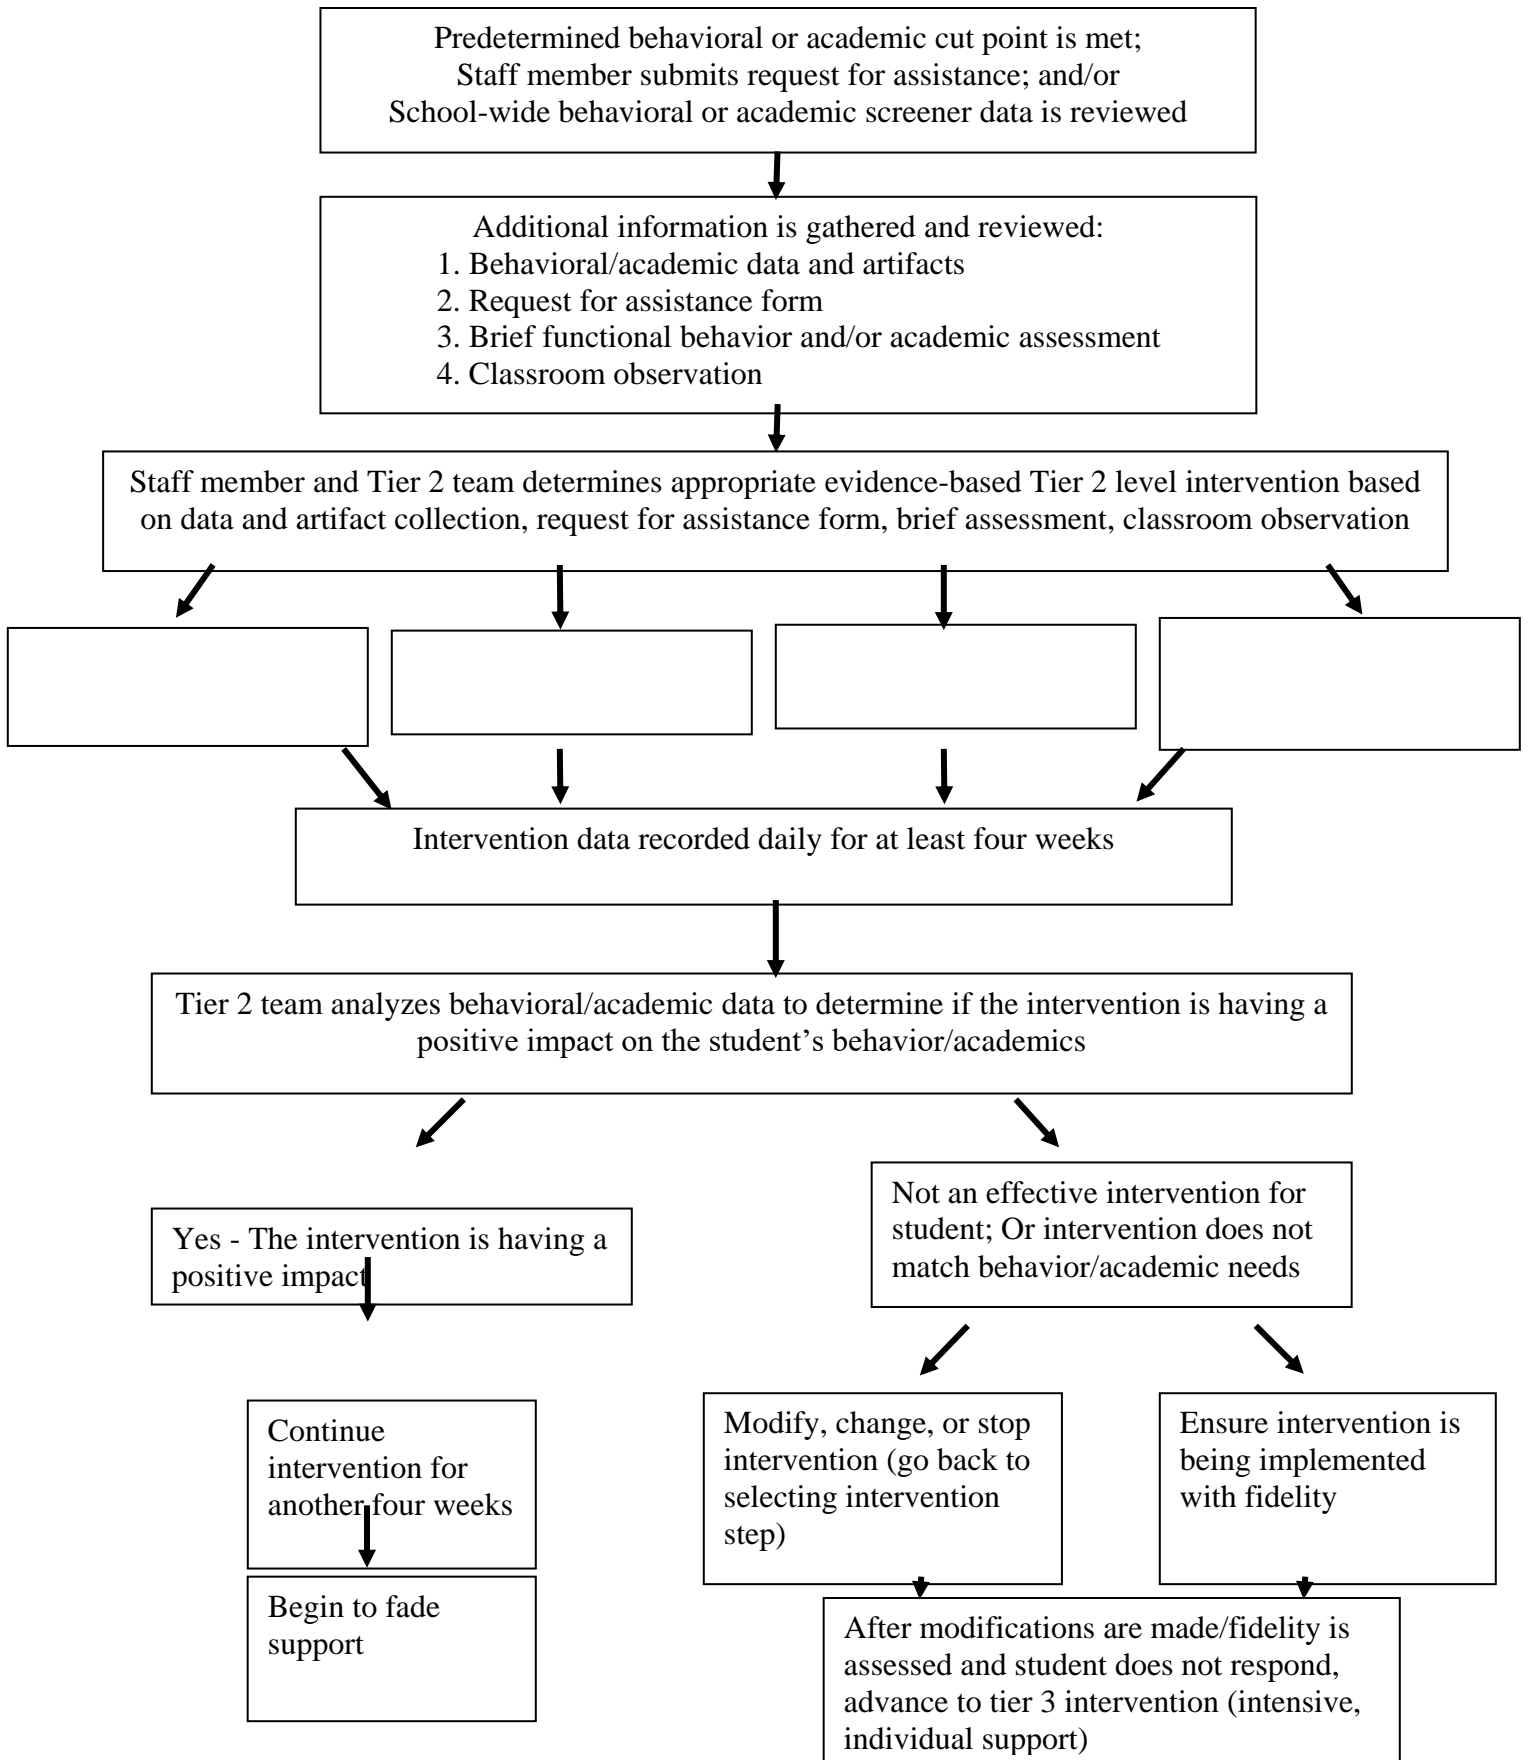 Predetermined behavioral or academic cut point is met;
Staff member submits request for assistance; and/or
School-wide behavioral or academic screener data is reviewed
Additional information is gathered and reviewed:
1. Behavioral/academic data and artifacts
2. Request for assistance form
3. Brief functional behavior and/or academic assessment
4. Classroom observation
Staff member and Tier 2 team determines appropriate evidence-based Tier 2 level intervention based
on data and artifact collection, request for assistance form, brief assessment, classroom observation
Intervention data recorded daily for at least four weeks
Tier 2 team analyzes behavioral/academic data to determine if the intervention is having a
positive impact on the student’s behavior/academics
Yes - The intervention is having a
positive impact
Not an effective intervention for
student; Or intervention does not
match behavior/academic needs
Continue
intervention for
another four weeks
Begin to fade
support
Modify, change, or stop
intervention (go back to
selecting intervention
step)
Ensure intervention is
being implemented
with fidelity
After modifications are made/fidelity is
assessed and student does not respond,
advance to tier 3 intervention (intensive,
individual support)